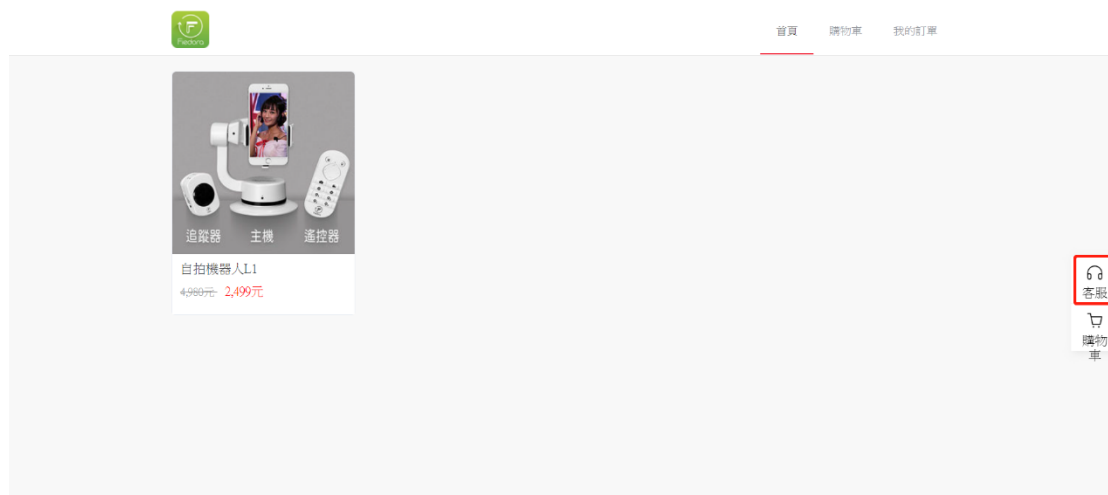 Fiedora
首頁
購物車
我的訂單
追蹤器
主機
遙控器
自拍機器人L1
4,980元
2,499元
客服
購物
車